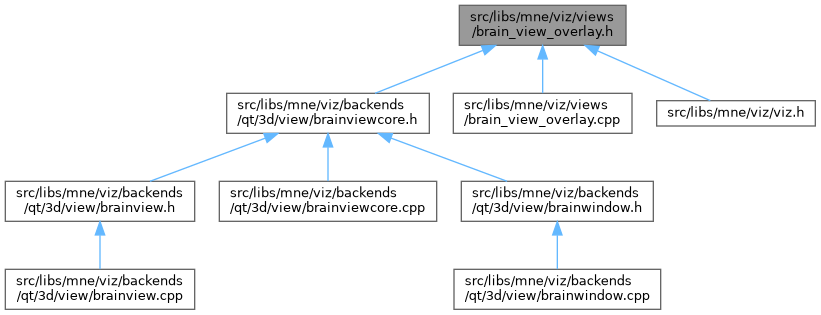 src/libs/mne/viz/views
/brain_view_overlay.h
src/libs/mne/viz/backends
/qt/3d/view/brainviewcore.h
src/libs/mne/viz/views
/brain_view_overlay.cpp
src/libs/mne/viz/viz.h
src/libs/mne/viz/backends
/qt/3d/view/brainview.h
src/libs/mne/viz/backends
/qt/3d/view/brainviewcore.cpp
src/libs/mne/viz/backends
/qt/3d/view/brainwindow.h
src/libs/mne/viz/backends
/qt/3d/view/brainview.cpp
src/libs/mne/viz/backends
/qt/3d/view/brainwindow.cpp